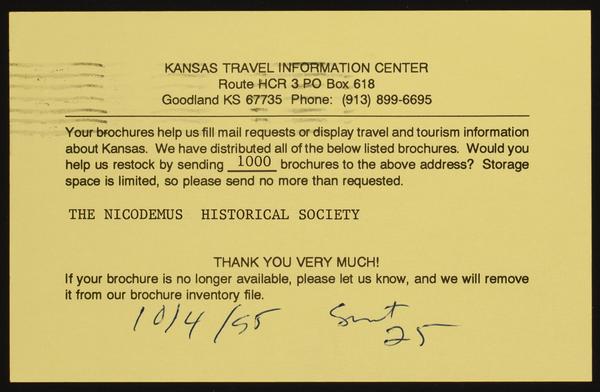 KANSAS TRAVEL INFORMATION CENTER
Route HCR 3 PO Box 618
Goodland KS 67735 Phone: (913) 899-6695
Your brochures help us fill mail requests or display travel and tourism information
about Kansas. We have distributed all of the below listed brochures. Would you
help us restock by sending 1000 brochures to the above address? Storage
space is limited, so please send no more than requested.
THE NICODEMUS HISTORICAL SOCIETY
THANK YOU VERY MUCH!
If your brochure is no longer available, please let us know, and we will remove
it from our brochure inventory file.
10/4/95 Sent
25